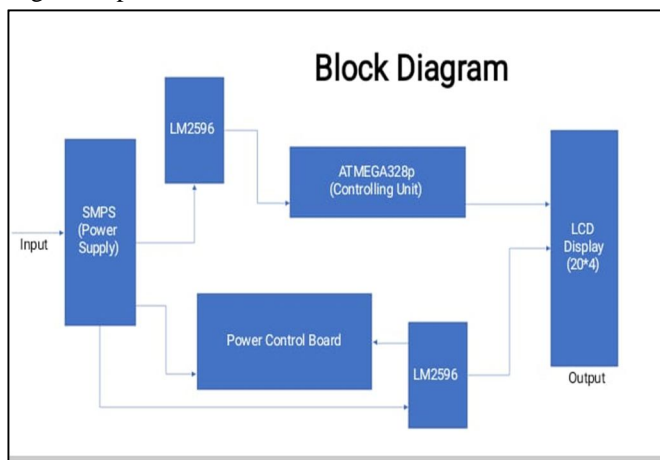 Block Diagram
LM2596
ATMEGA328p
(Controlling Unit)
SMPS
(Power
Supply)
Input
LCD
Display
(20*4)
Power Control Board
LM2596
Output